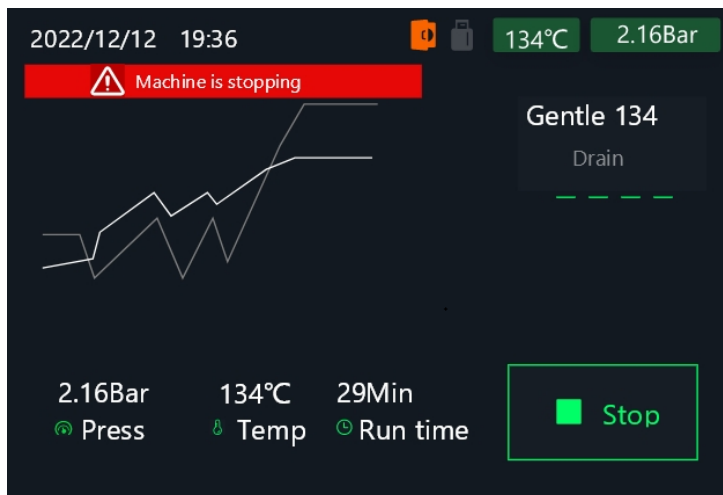 2022/12/12 19:36 134℃ 2.16Bar
Machine is stopping
Gentle 134
Drain
2.16Bar 134℃ 29Min
Press Temp Run time
Stop